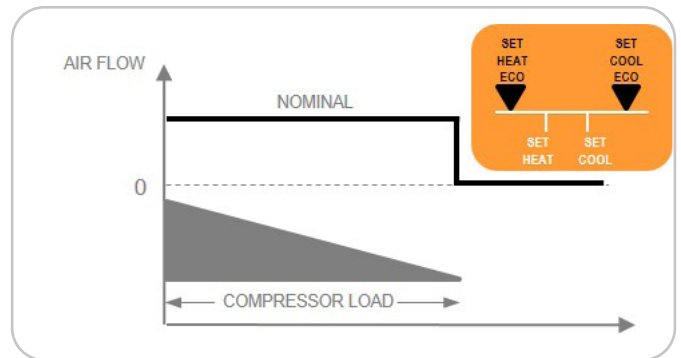 SET
HEAT
ECO
SET
COOL
ECO
AIR FLOW
NOMINAL
SET
HEAT
SET
COOL
0
COMPRESSOR LOAD